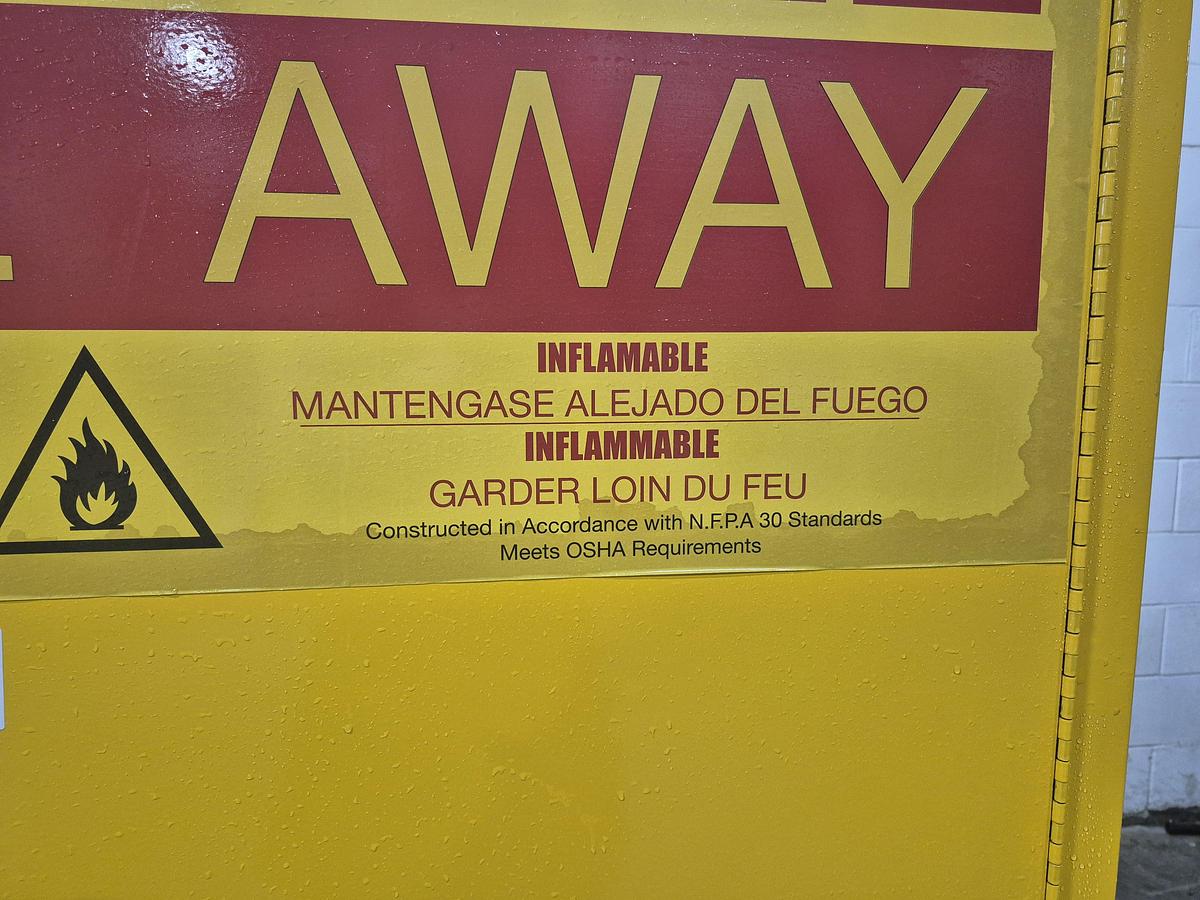 AWAY
INFLAMABLE
MANTENGASE ALEJADO DEL FUEGO
INFLAMMABLE
GARDER LOIN DU FEU
Constructed in Accordance with N.F.P.A 30 Standards
Meets OSHA Requirements